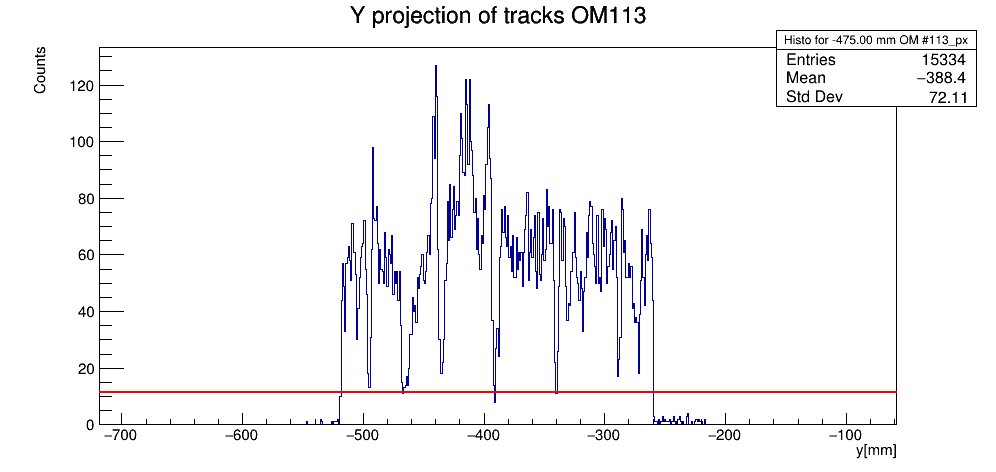 Y projection of tracks OM113
Histo for -475.00 mm OM #113_px
Entries 15334
Mean −388.4
Std Dev 72.11
Counts
120
100
80
60
40
20
0
−700 −600 −500 −400 −300 −200 −100
y[mm]